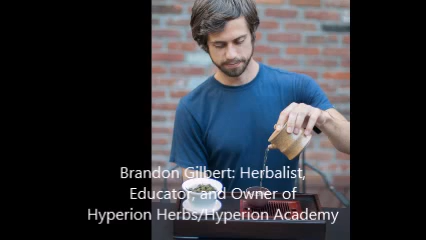 Brandon Gilbert: Herbalist,
Educator, and Owner of
Hyperion Herbs/Hyperion Academy